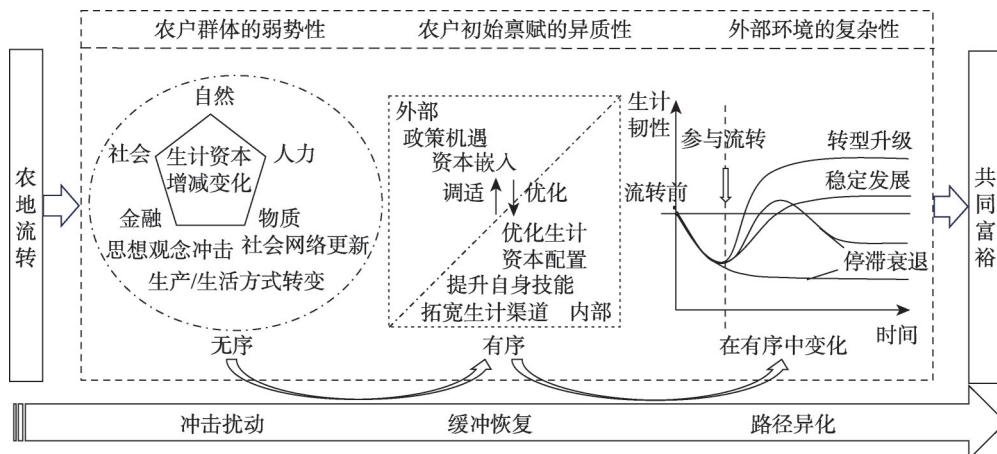 农户群体的弱势性
农户初始禀赋的异质性
外部环境的复杂性
农地流转
自然
社会
生计资本
增减变化
人力
金融
物质
思想观念冲击
社会网络更新
生产/生活方式转变
无序
外部
政策机遇
资本嵌入
调适
优化
优化生计
资本配置
提升自身技能
拓宽生计渠道
内部
有序
生计
韧性
参与流转
流转前
转型升级
稳定发展
停滞衰退
时间
在有序中变化
共同富裕
冲击扰动
缓冲恢复
路径异化